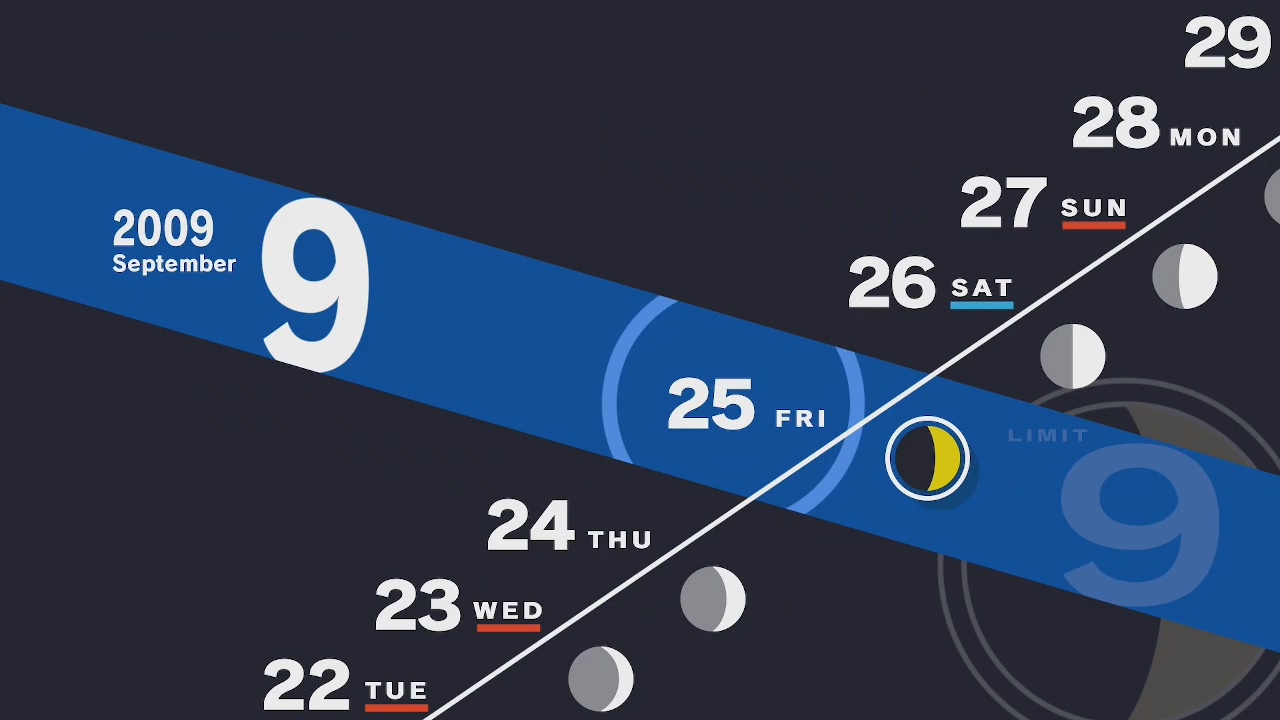 29
28 MON
27 SUN
26 SAT
2009
September
9
25 FRI
LIMIT
9
24 THU
23 WED
22 TUE